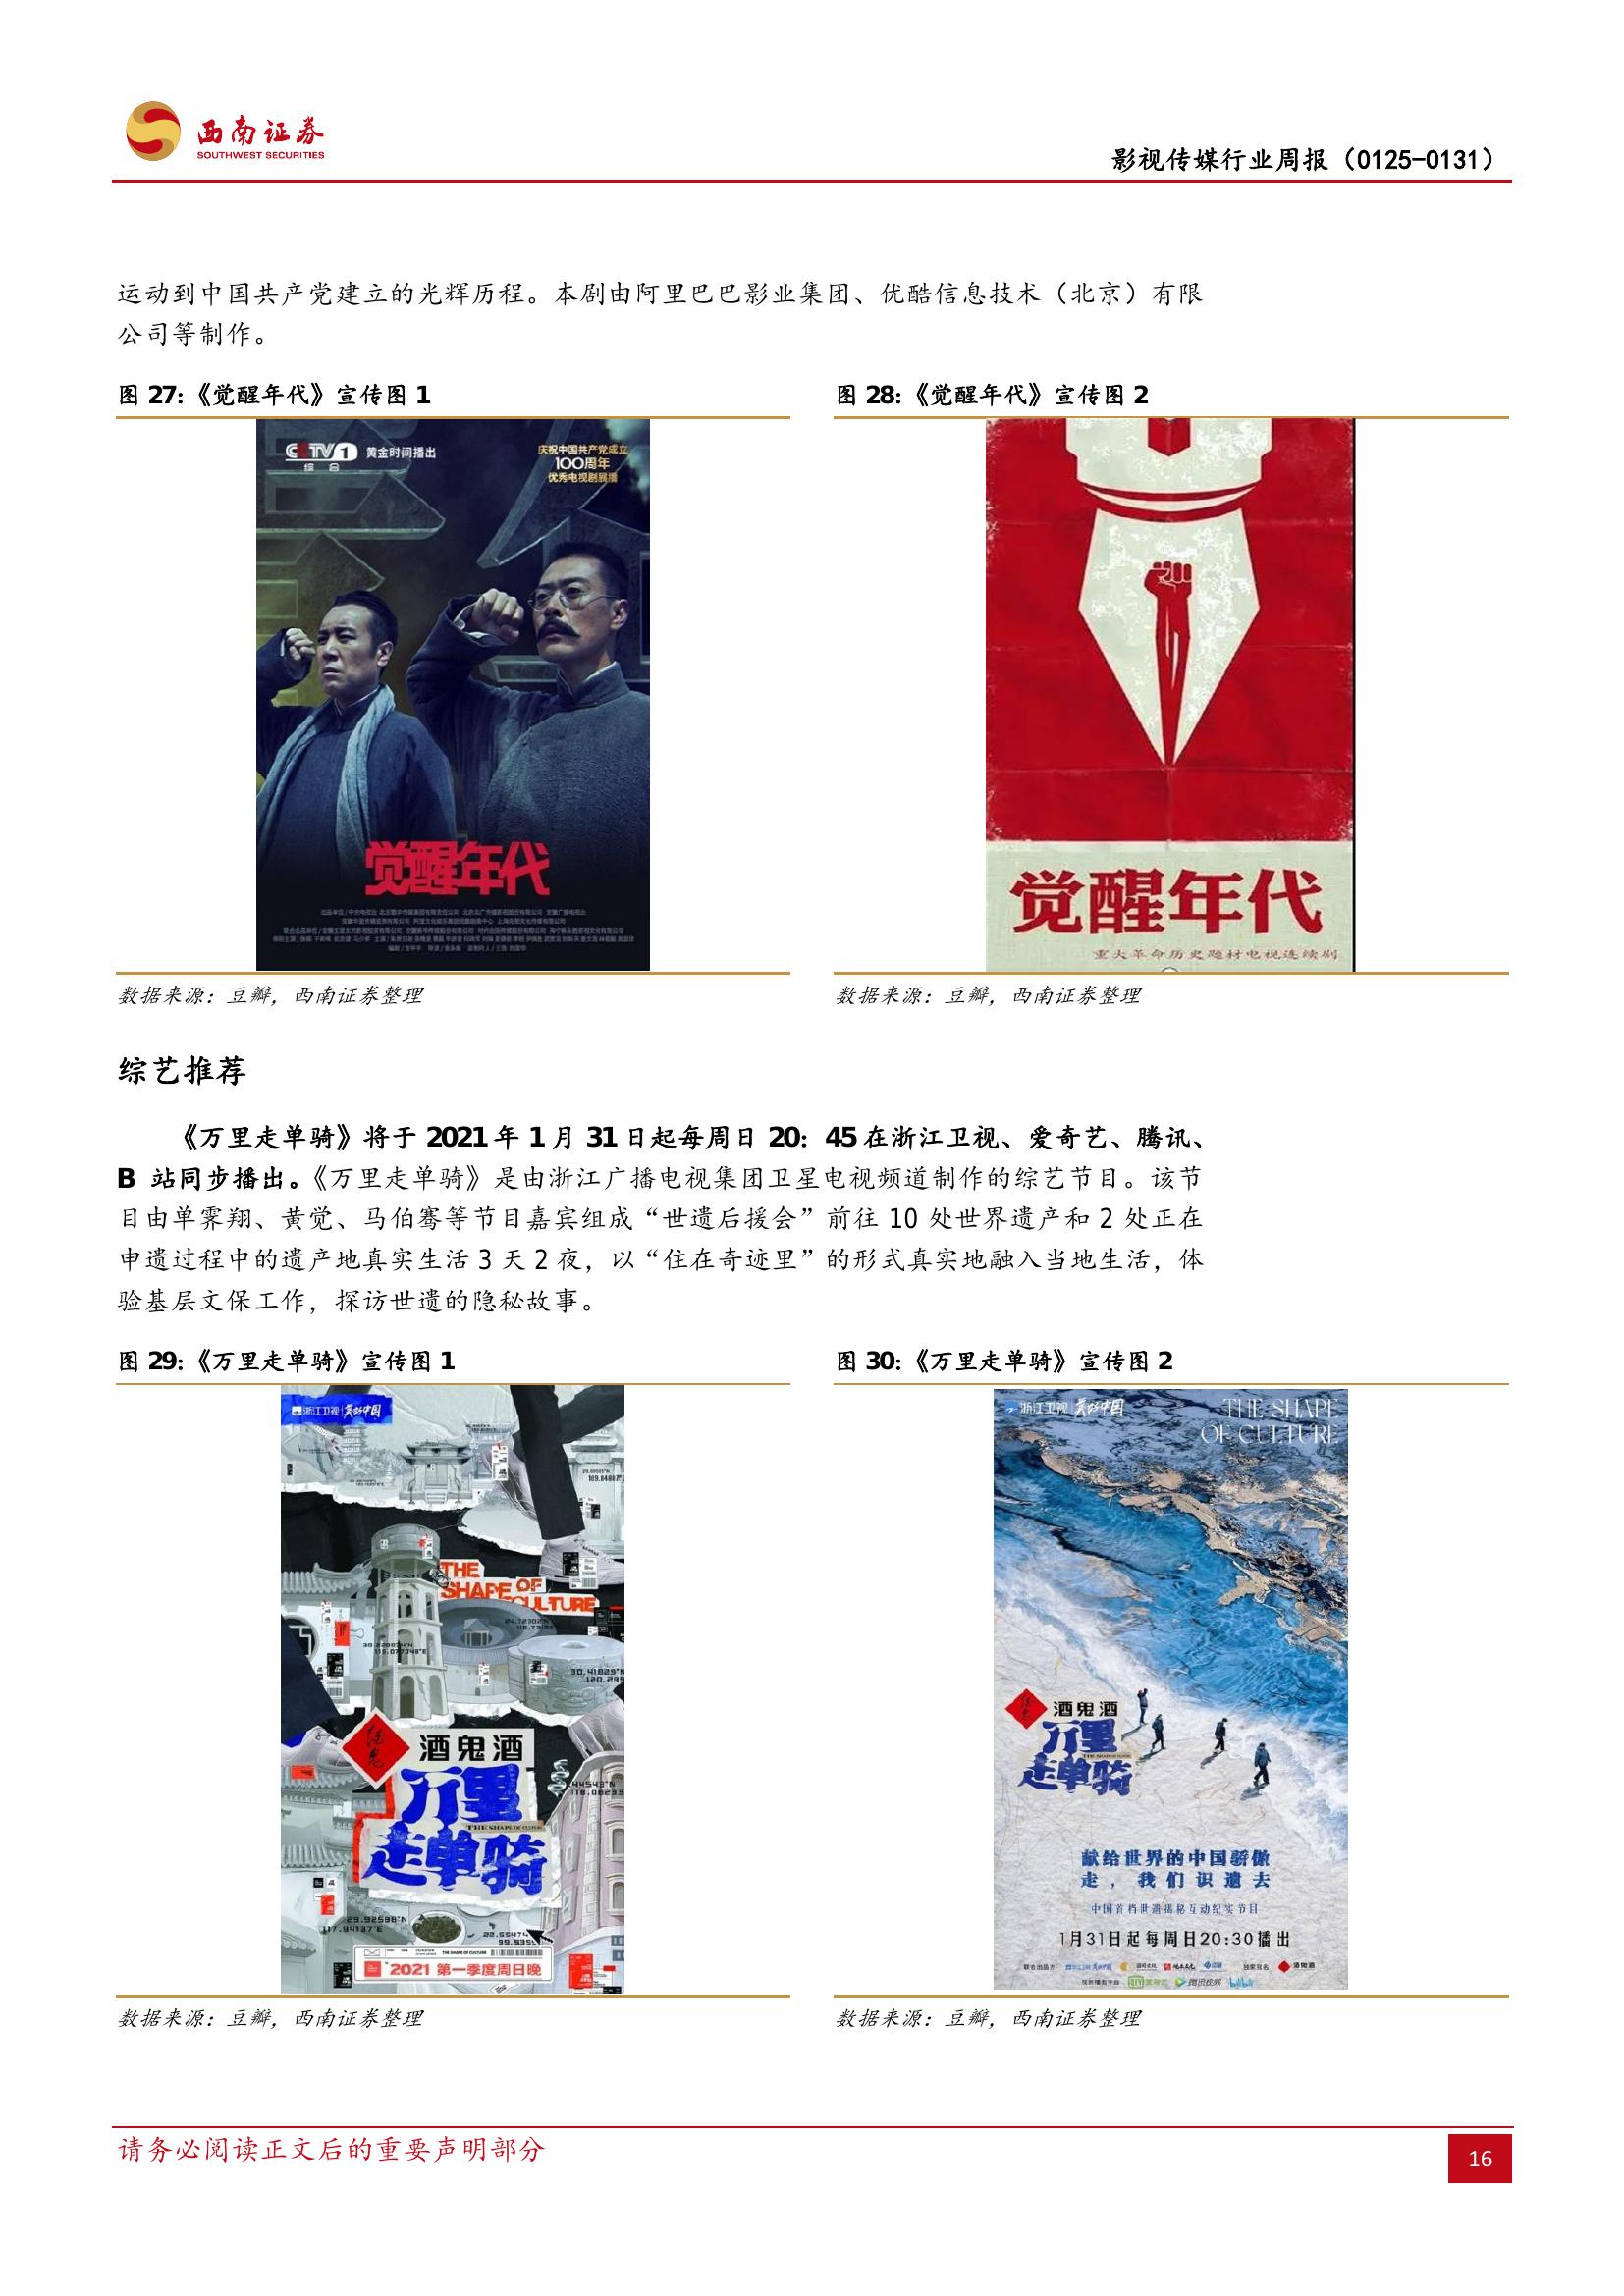 西南证券
SOUTHWEST SECURITIES
影视传媒行业周报（0125-0131）
运动到中国共产党建立的光辉历程。本剧由阿里巴巴影业集团、优酷信息技术（北京）有限
公司等制作。
图 27：《觉醒年代》宣传图 1
CCTV 1 黄金时间播出
综合
庆祝中国共产党成立
100周年
优秀电视剧展播
觉醒年代
数据来源：豆瓣，西南证券整理
图 28：《觉醒年代》宣传图 2
觉醒年代
重大革命历史题材电视连续剧
数据来源：豆瓣，西南证券整理
综艺推荐
《万里走单骑》将于 2021 年 1 月 31 日起每周日 20：45 在浙江卫视、爱奇艺、腾讯、
B 站同步播出。《万里走单骑》是由浙江广播电视集团卫星电视频道制作的综艺节目。该节
目由单霁翔、黄觉、马伯骞等节目嘉宾组成“世遗后援会”前往 10 处世界遗产和 2 处正在
申遗过程中的遗产地真实生活 3 天 2 夜，以“住在奇迹里”的形式真实地融入当地生活，体
验基层文保工作，探访世遗的隐秘故事。
图 29：《万里走单骑》宣传图 1
浙江卫视 美好中国
THE
SHAPE OF
CULTURE
酒鬼酒
万里
THE SHAPE OF CULTURE
走单骑
2021 第一季度周日晚
数据来源：豆瓣，西南证券整理
图 30：《万里走单骑》宣传图 2
浙江卫视 美好中国
THE SHAPE
OF CULTURE
酒鬼酒
万里
走单骑
献给世界的中国骄傲
走，我们识遗去
中国首档世遗揭秘互动纪实节目
1月31日起每周日20:30播出
腾讯视频
bilibili
数据来源：豆瓣，西南证券整理
请务必阅读正文后的重要声明部分
16